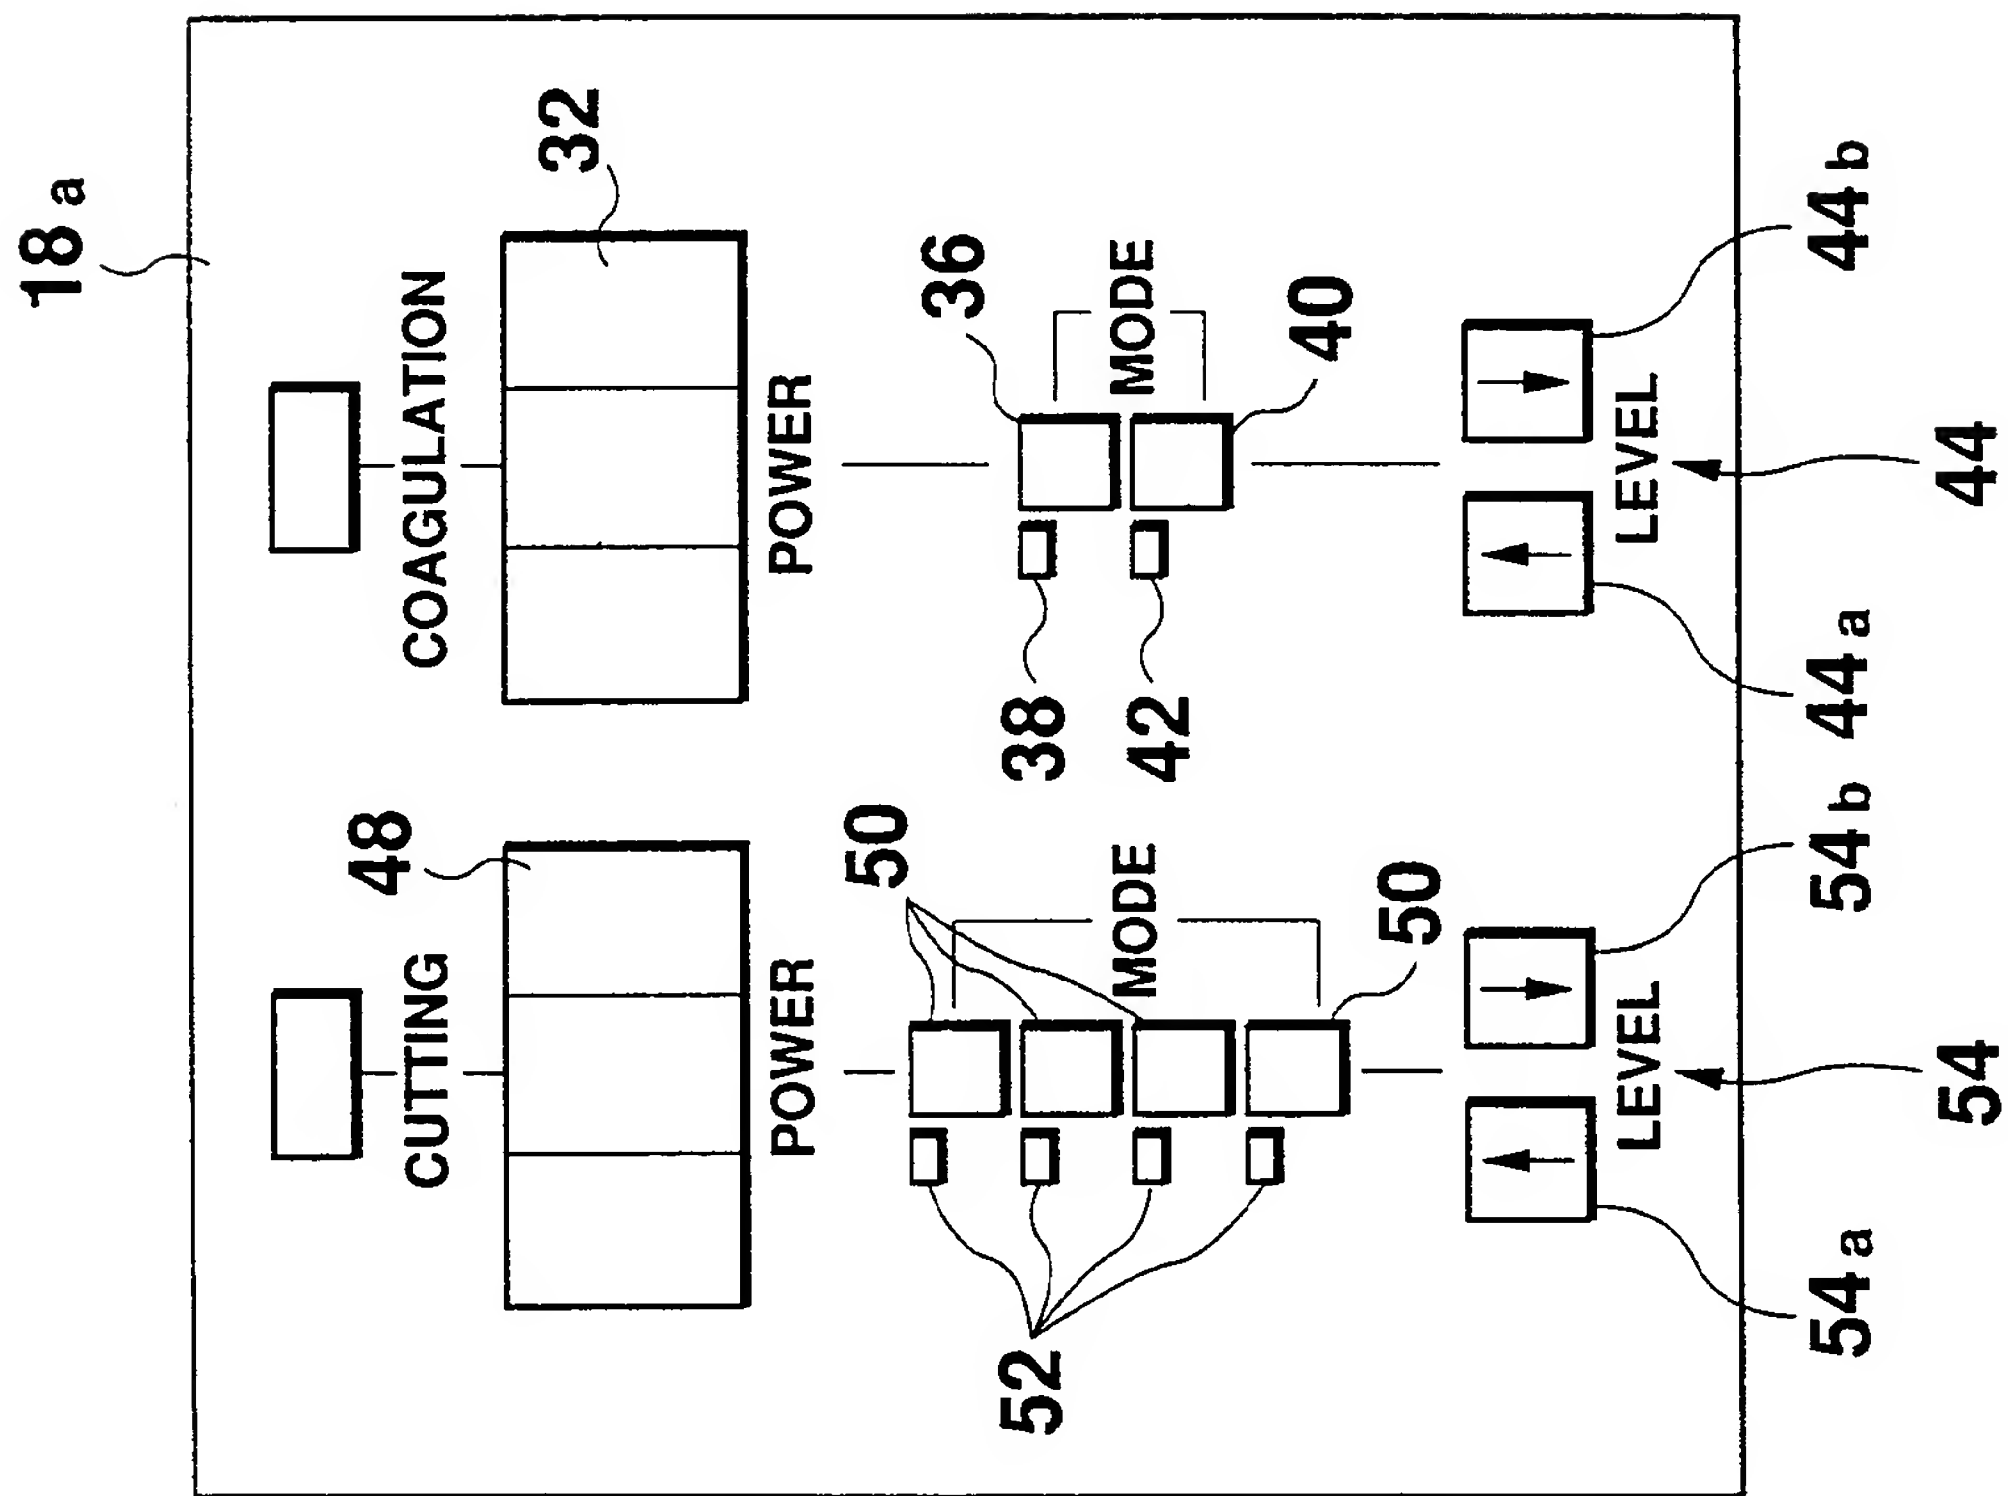 18a
48
CUTTING COAGULATION
32
POWER POWER
50
36
52 38
MODE MODE
42
40
50
LEVEL LEVEL
54a 54b 44a 44b
54 44